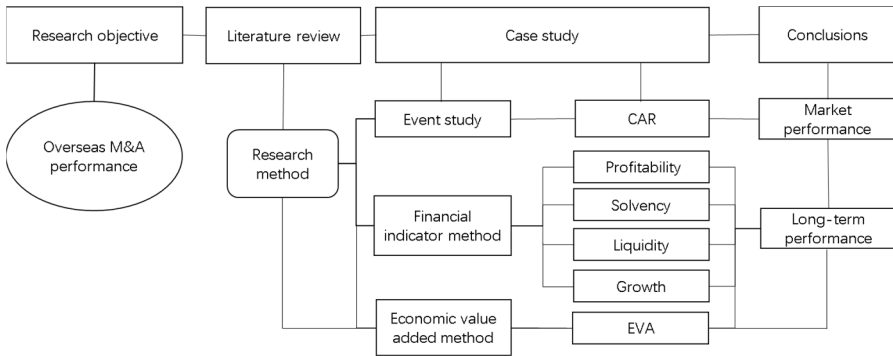 Research objective
Literature review
Case study
Conclusions
Event study
CAR
Market
performance
Overseas M&A
performance
Research
method
Profitability
Solvency
Financial
indicator method
Liquidity
Long-term
performance
Growth
Economic value
added method
EVA